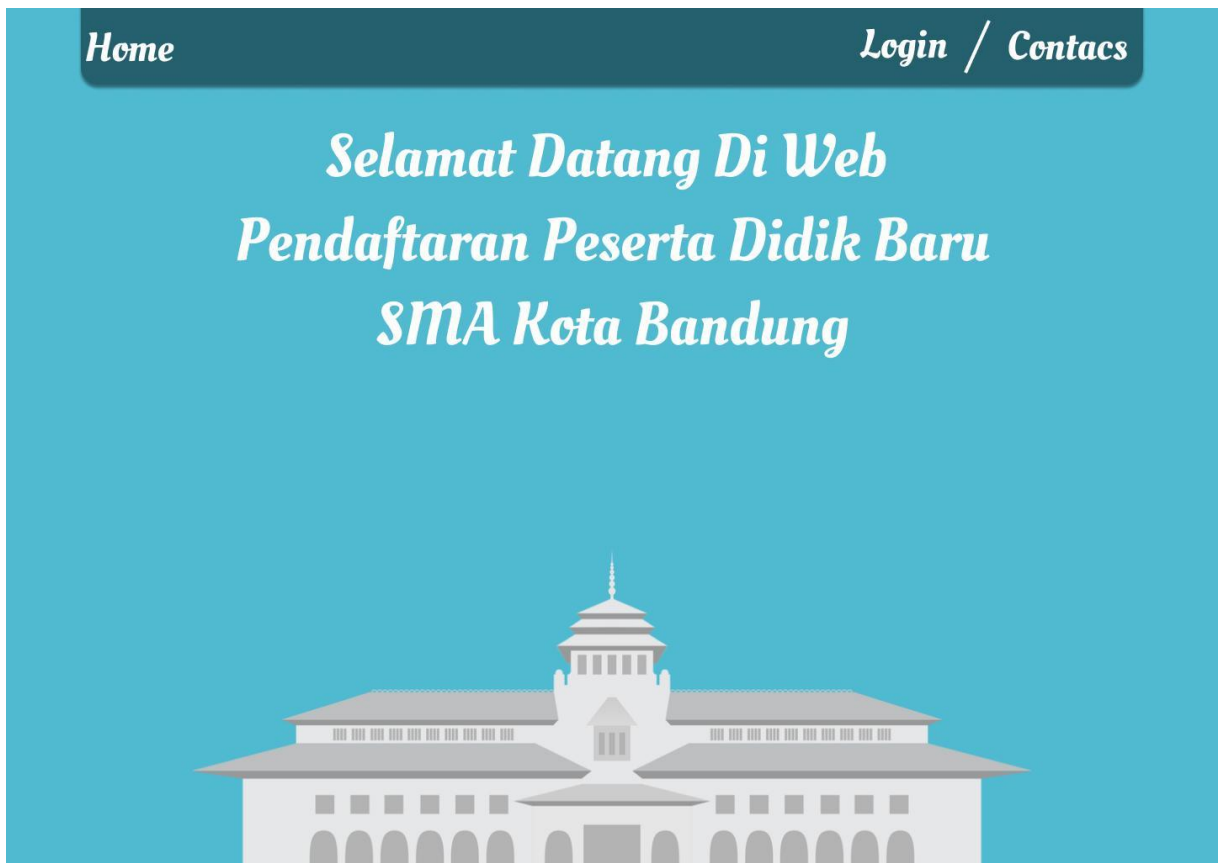 Home
Login / Contacs
Selamat Datang Di Web
Pendaftaran Peserta Didik Baru
SMA Kota Bandung